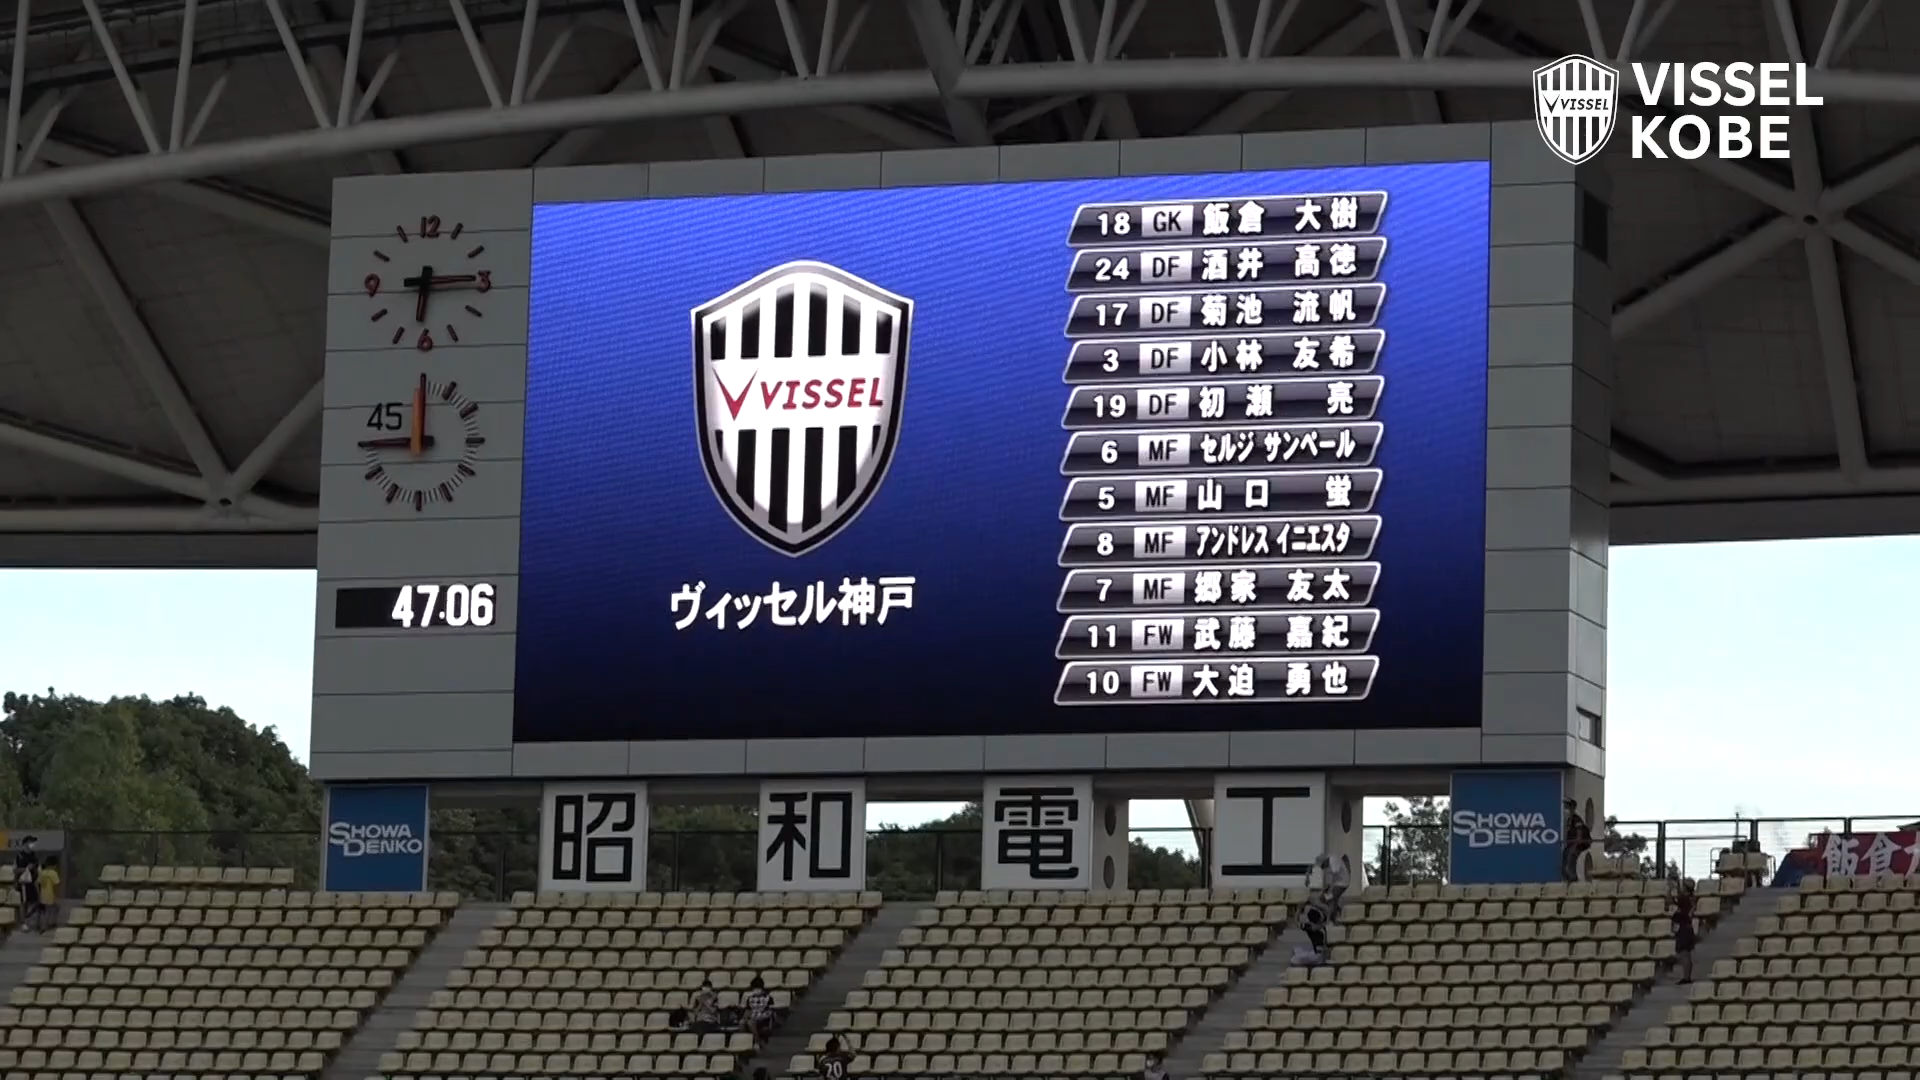 VISSEL
KOBE
VISSEL
12
3
6
9
45
47:06
VISSEL
ヴィッセル神戸
18 GK 飯倉 大樹
24 DF 酒井 高徳
17 DF 菊池 流帆
3 DF 小林 友希
19 DF 初瀬 亮
6 MF セルジ サンペール
5 MF 山口 蛍
8 MF アンドレス イニエスタ
7 MF 郷家 友太
11 FW 武藤 嘉紀
10 FW 大迫 勇也
SHOWA
DENKO
昭和電工
SHOWA
DENKO
飯倉
20